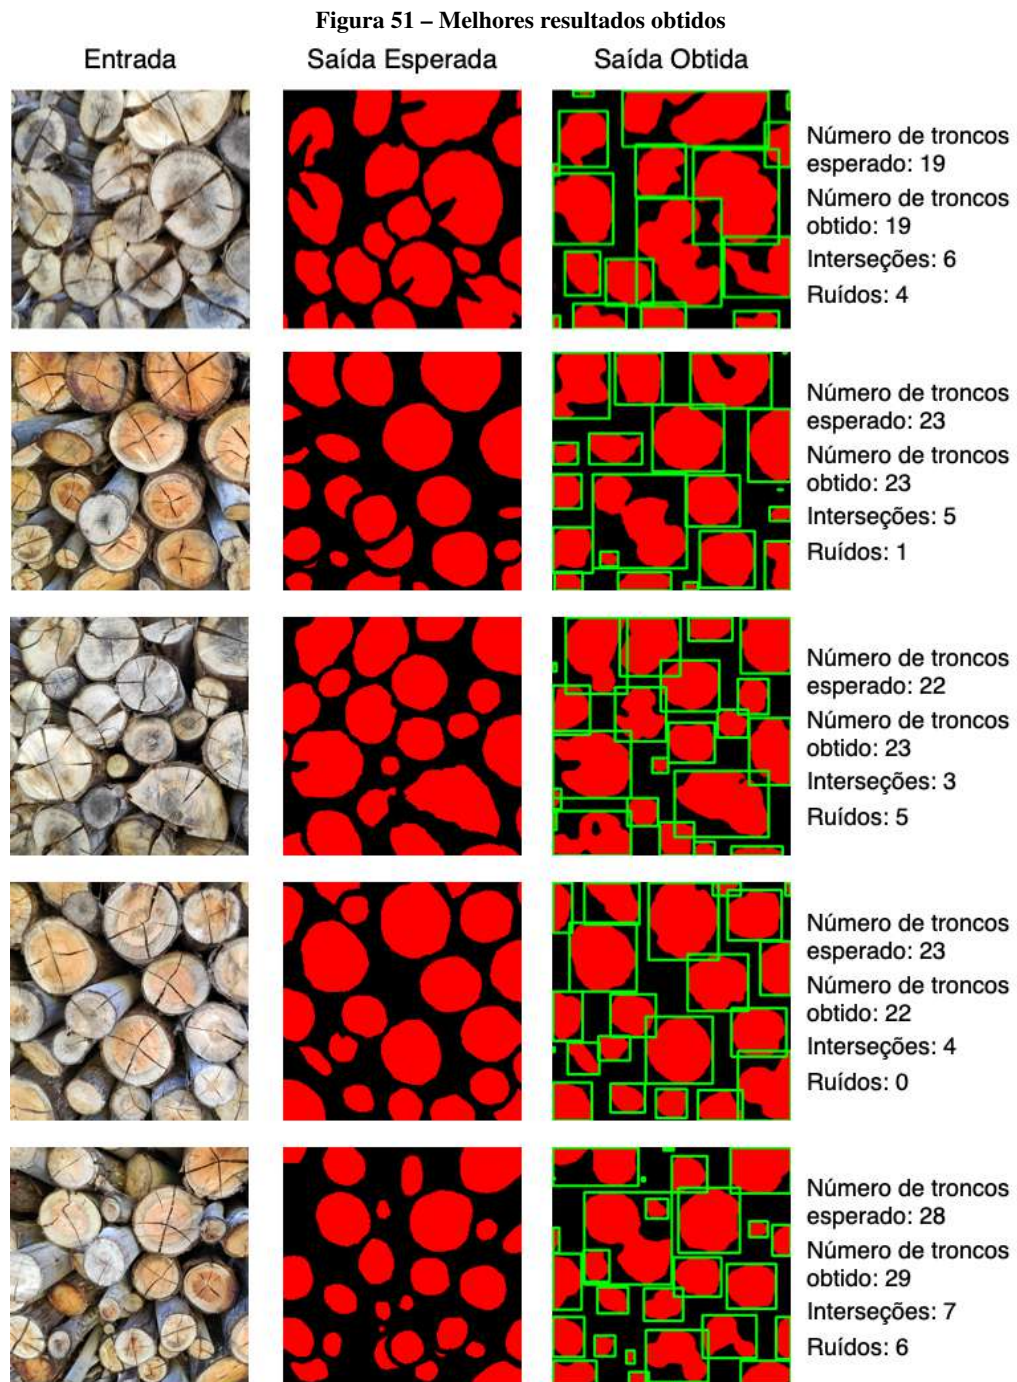 Figura 51 – Melhores resultados obtidos
Entrada
Saída Esperada
Saída Obtida
Número de troncos
esperado: 19
Número de troncos
obtido: 19
Interseções: 6
Ruídos: 4
Número de troncos
esperado: 23
Número de troncos
obtido: 23
Interseções: 5
Ruídos: 1
Número de troncos
esperado: 22
Número de troncos
obtido: 23
Interseções: 3
Ruídos: 5
Número de troncos
esperado: 23
Número de troncos
obtido: 22
Interseções: 4
Ruídos: 0
Número de troncos
esperado: 28
Número de troncos
obtido: 29
Interseções: 7
Ruídos: 6